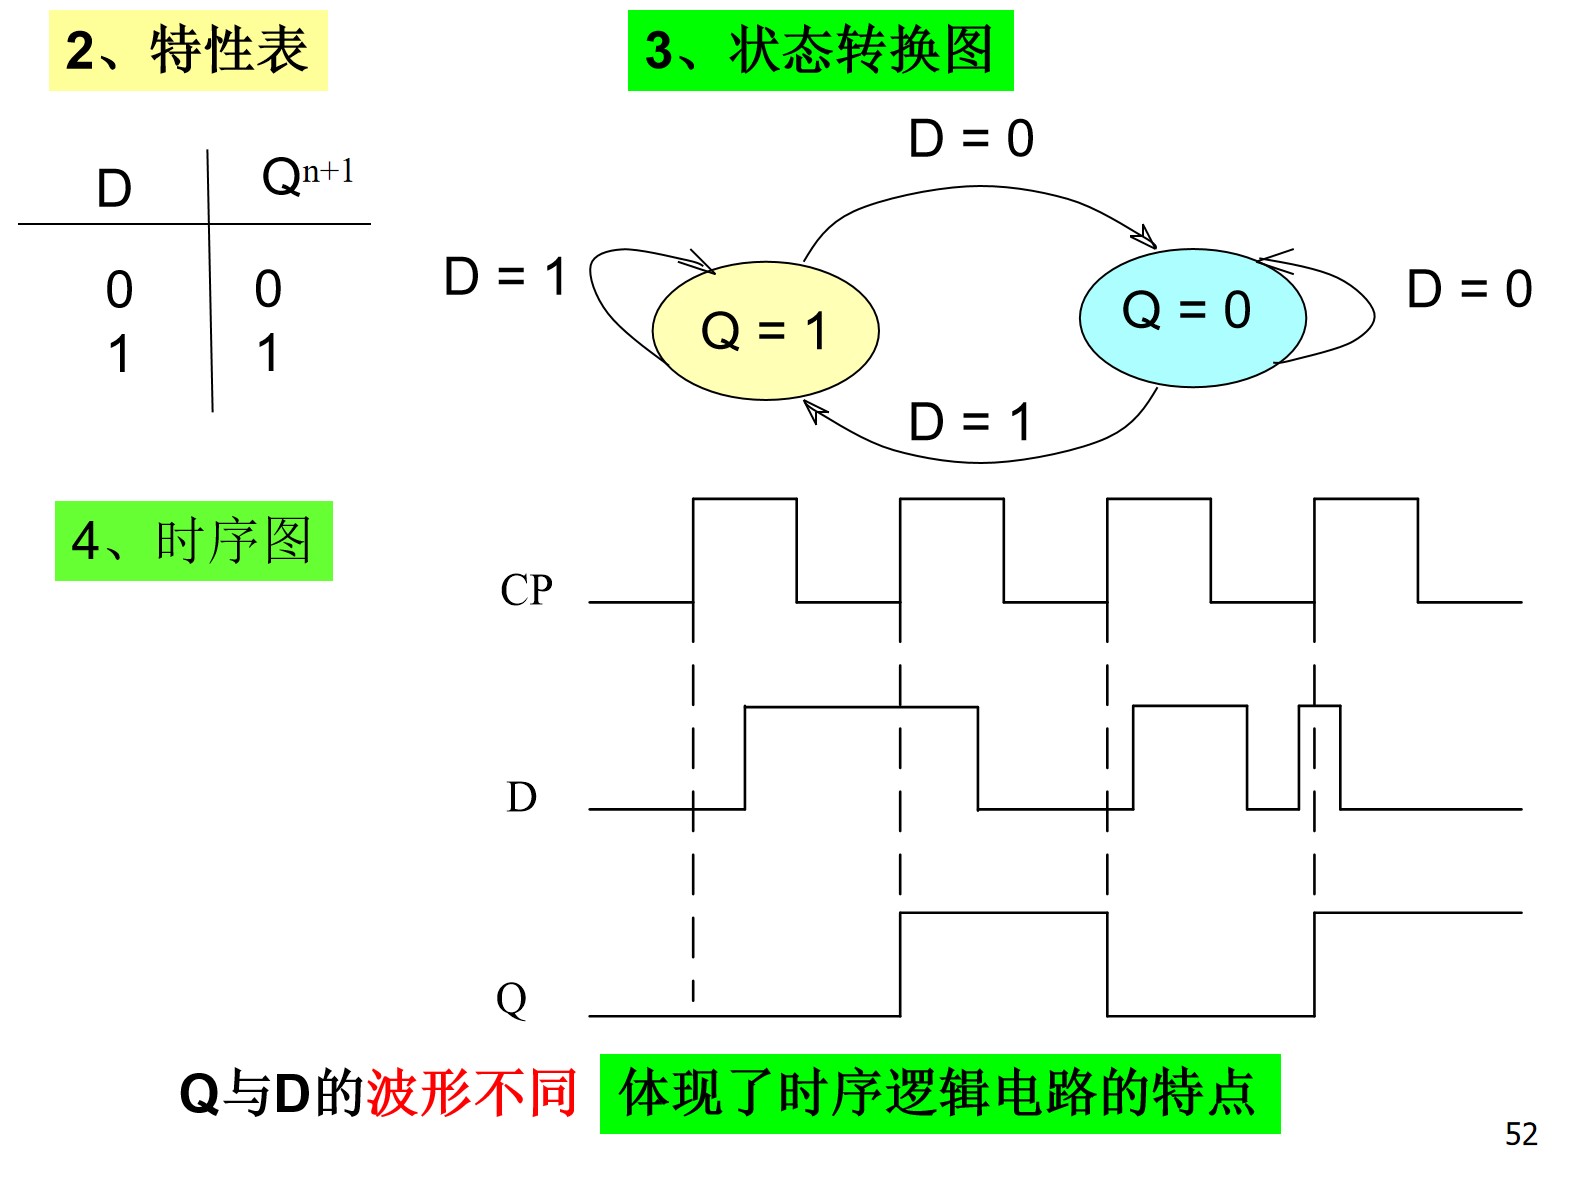 2、特性表
3、状态转换图
D Qⁿ⁺¹
0 0
1 1
D = 0
D = 1
Q = 1
Q = 0
D = 0
D = 1
4、时序图
CP
D
Q
Q与D的波形不同 体现了时序逻辑电路的特点
52